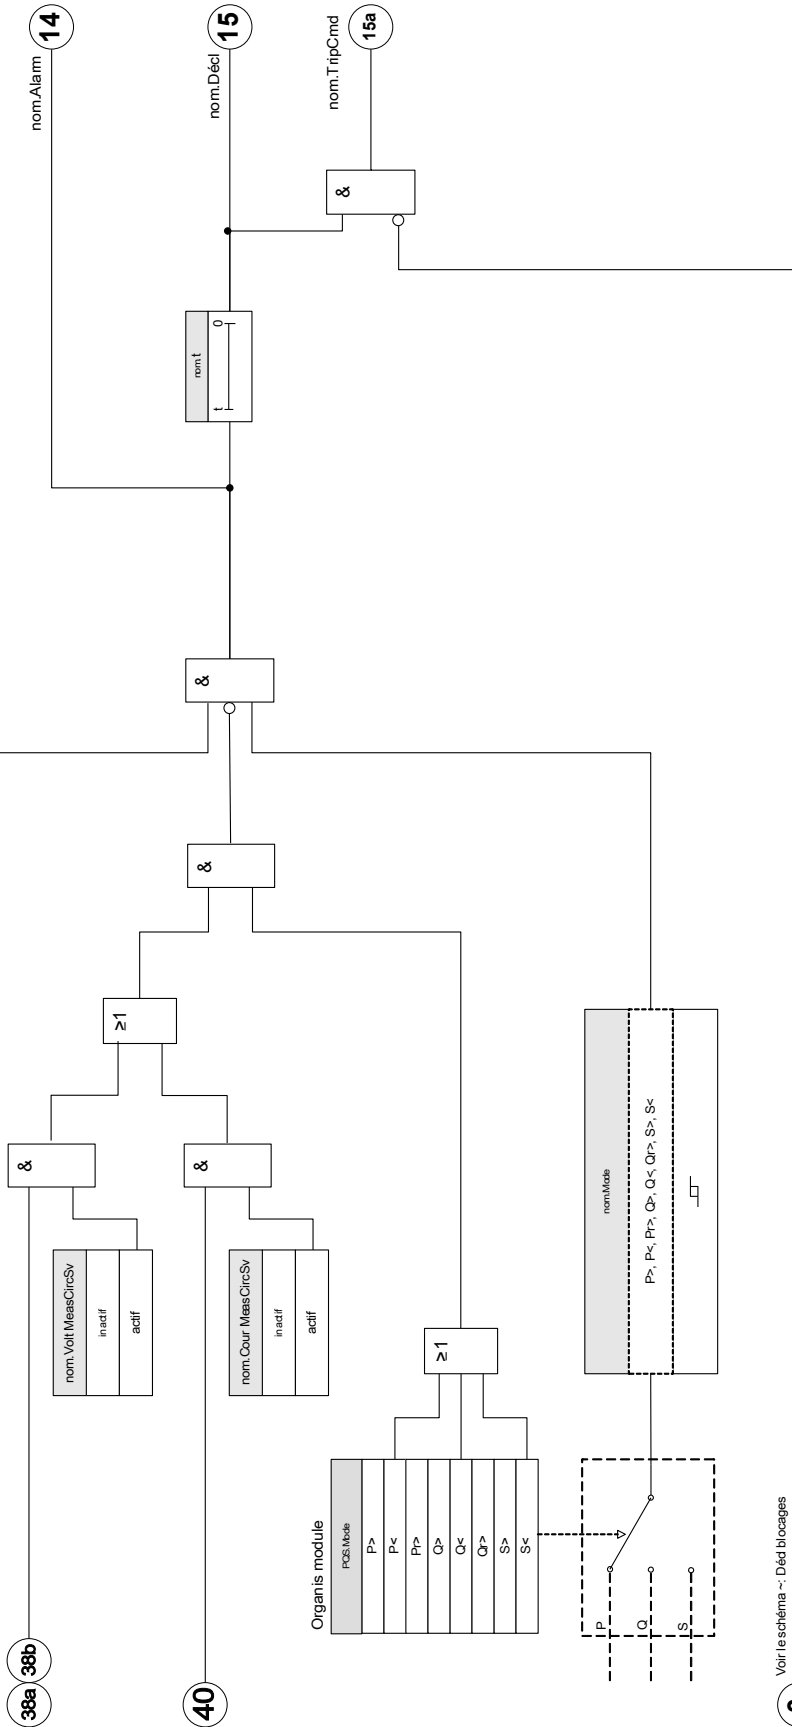 14
nom.Alarm
15
nom.Décl
15a
nom.TripCmd
&
nom.t
t
0
&
&
≥1
&
&
nom.Volt MeasCircSv
inactif
actif
nom.Cour MeasCircSv
inactif
actif
38a
38b
40
≥1
Organis module
PQS.Mode
P>
P<
Pr>
Q>
Q<
Qr>
S>
S<
nom.Mode
P>, P<, Pr>, Q>, Q<, Qr>, S>, S<
P
Q
S
Voir le schéma ~: Décl blocages